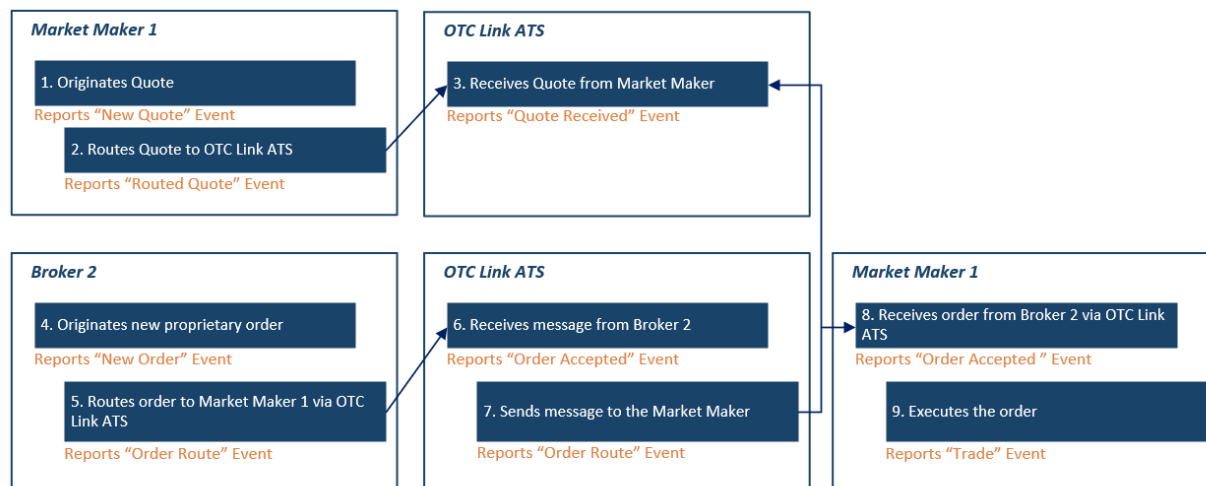 Market Maker 1
1. Originates Quote
Reports “New Quote” Event
2. Routes Quote to OTC Link ATS
Reports “Routed Quote” Event
OTC Link ATS
3. Receives Quote from Market Maker
Reports “Quote Received” Event
Broker 2
4. Originates new proprietary order
Reports “New Order” Event
5. Routes order to Market Maker 1 via OTC
Link ATS
Reports “Order Route” Event
OTC Link ATS
6. Receives message from Broker 2
Reports “Order Accepted” Event
7. Sends message to the Market Maker
Reports “Order Route” Event
Market Maker 1
8. Receives order from Broker 2 via OTC Link
ATS
Reports “Order Accepted ” Event
9. Executes the order
Reports “Trade” Event